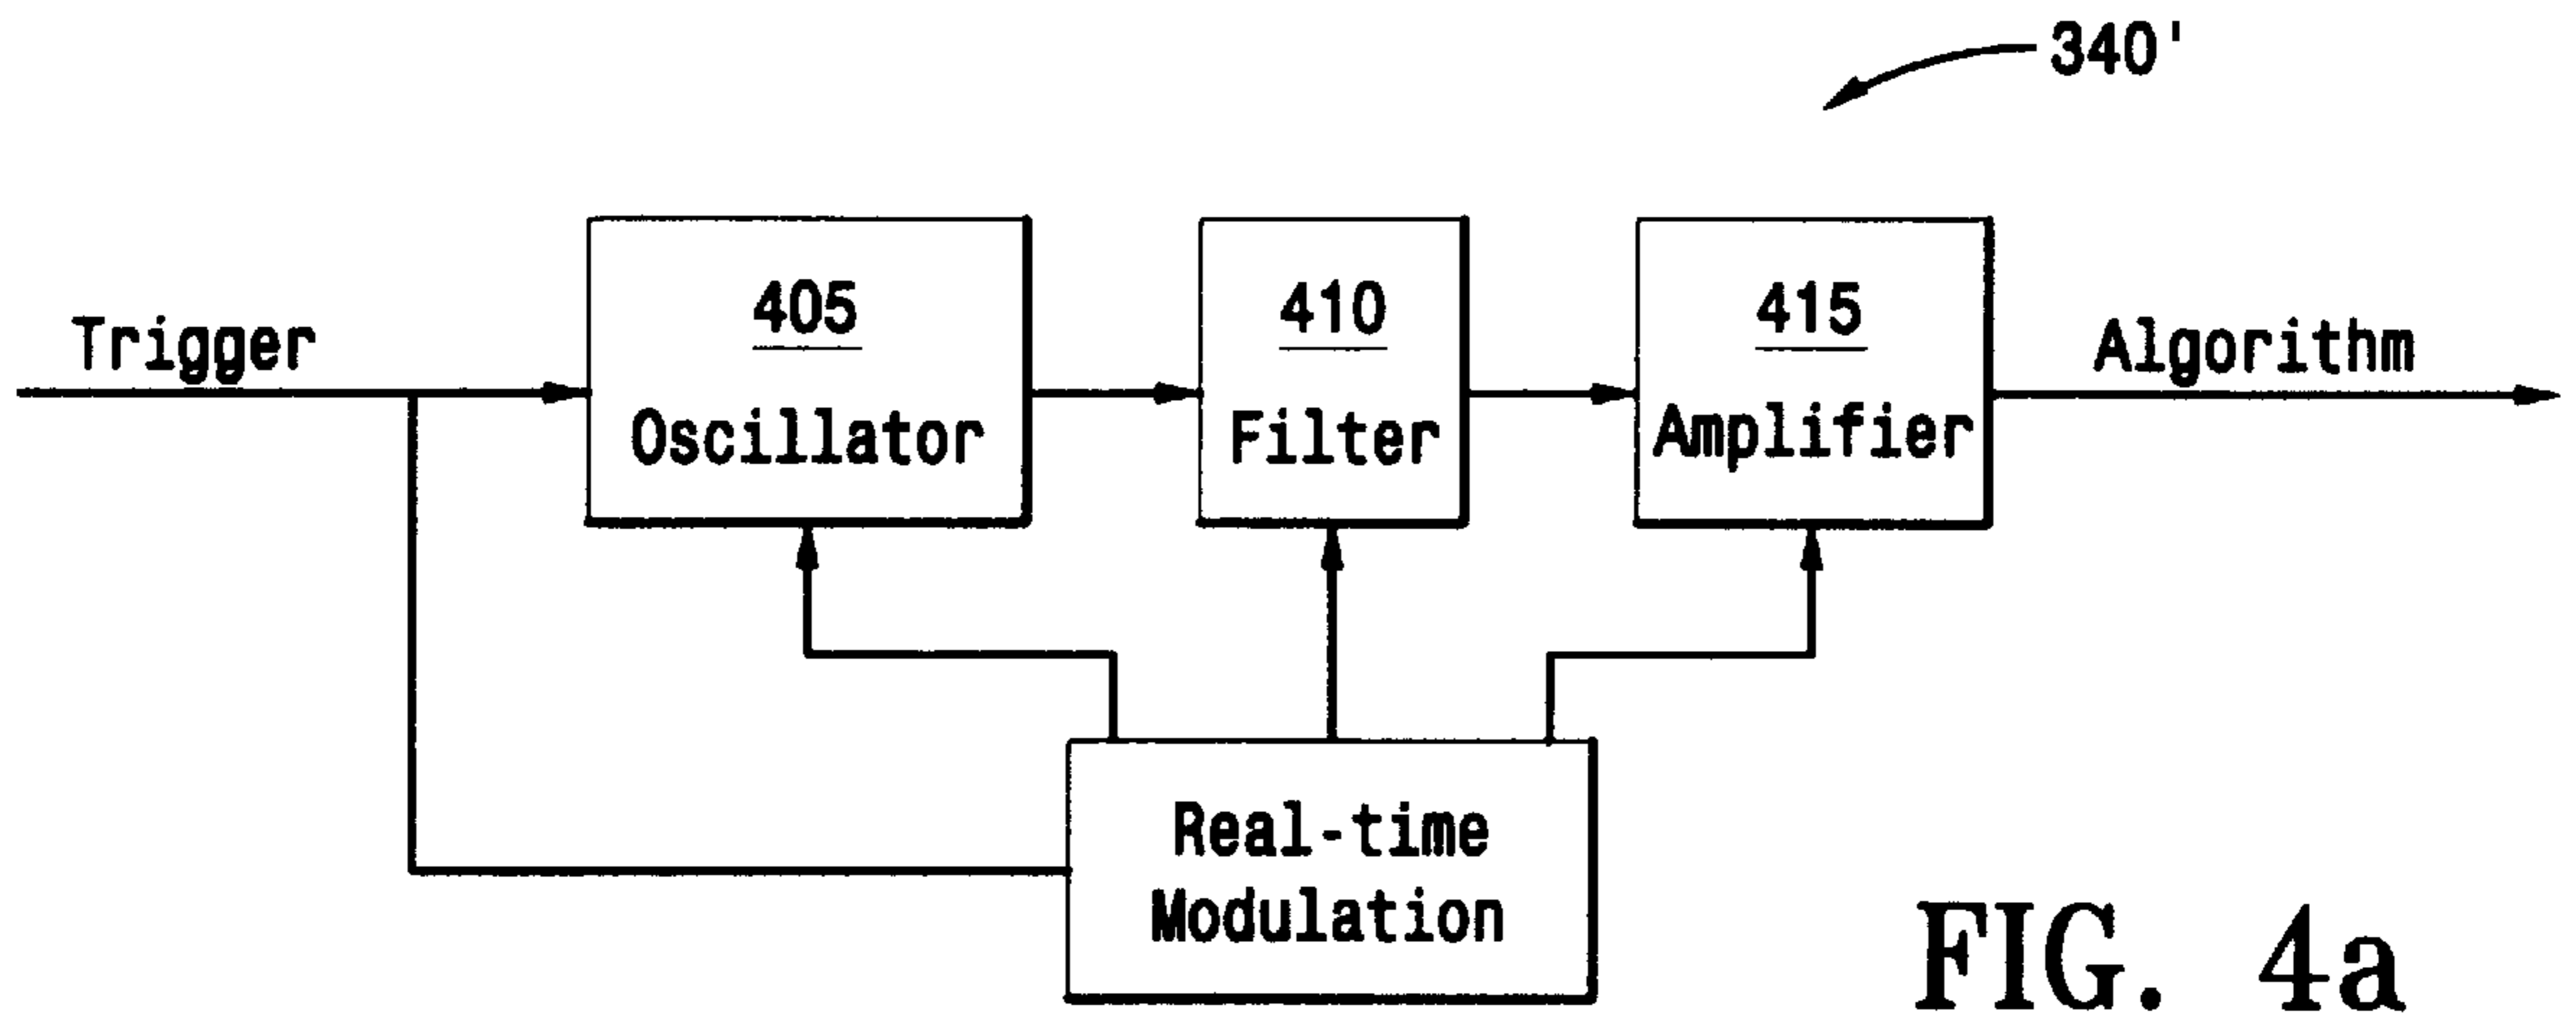 340'
405
410
415
Trigger
Algorithm
Oscillator
Filter
Amplifier
Real-time
Modulation
FIG. 4a